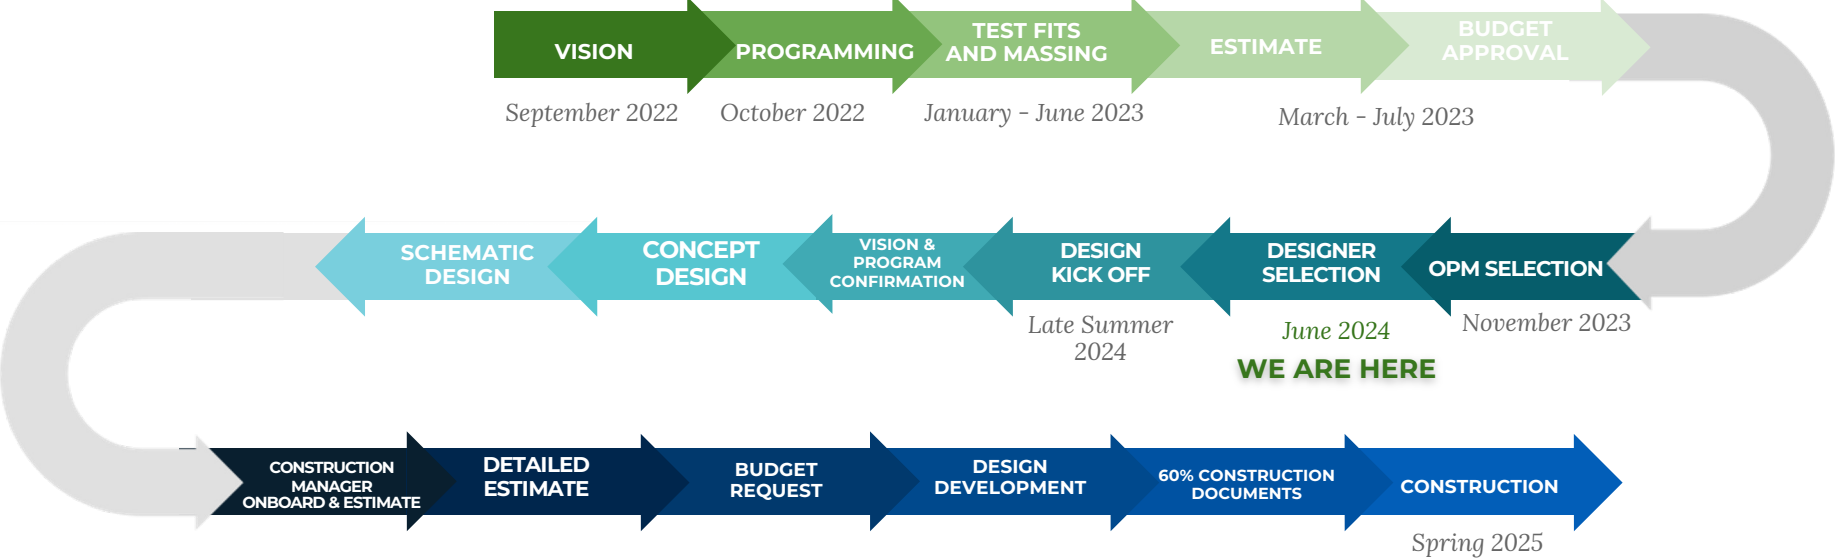 VISION
PROGRAMMING
TEST FITS
AND MASSING
ESTIMATE
BUDGET
APPROVAL
September 2022
October 2022
January - June 2023
March - July 2023
OPM SELECTION
DESIGNER
SELECTION
DESIGN
KICK OFF
VISION &
PROGRAM
CONFIRMATION
CONCEPT
DESIGN
SCHEMATIC
DESIGN
November 2023
June 2024
WE ARE HERE
Late Summer
2024
CONSTRUCTION
MANAGER
ONBOARD & ESTIMATE
DETAILED
ESTIMATE
BUDGET
REQUEST
DESIGN
DEVELOPMENT
60% CONSTRUCTION
DOCUMENTS
CONSTRUCTION
Spring 2025